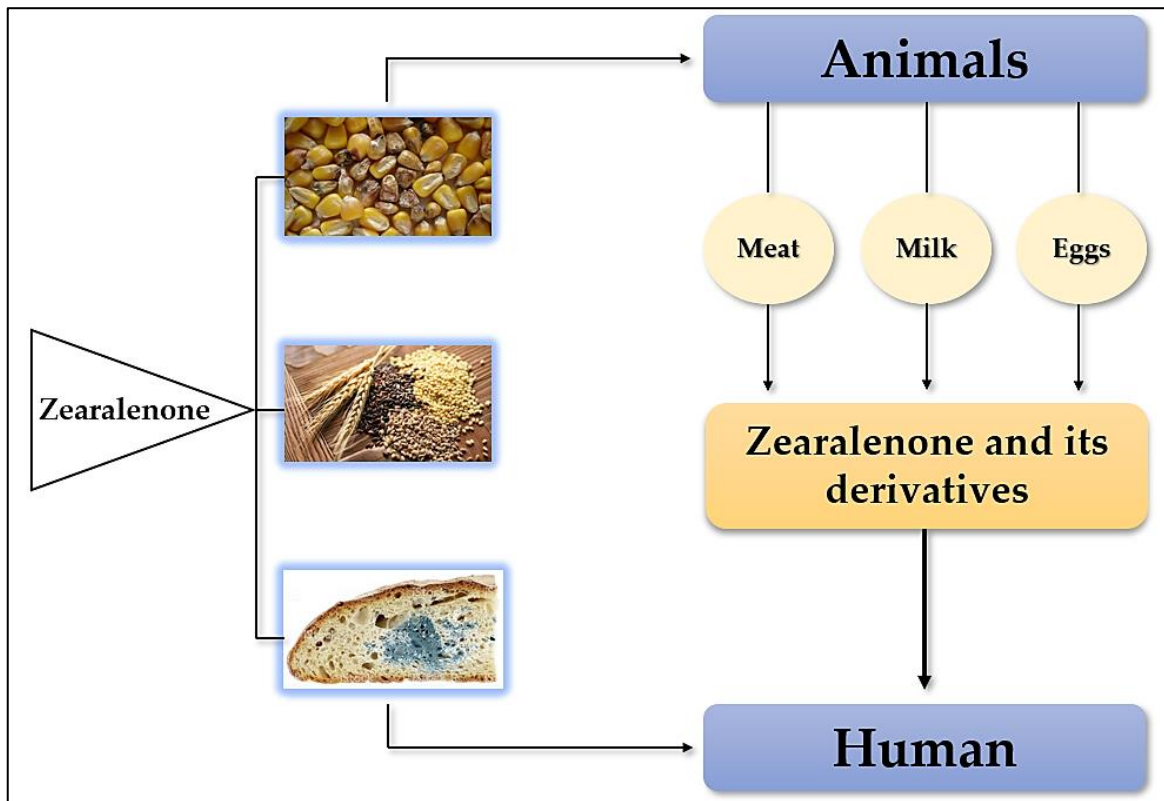 Animals
Meat
Milk
Eggs
Zearalenone
Zearalenone and its
derivatives
Human